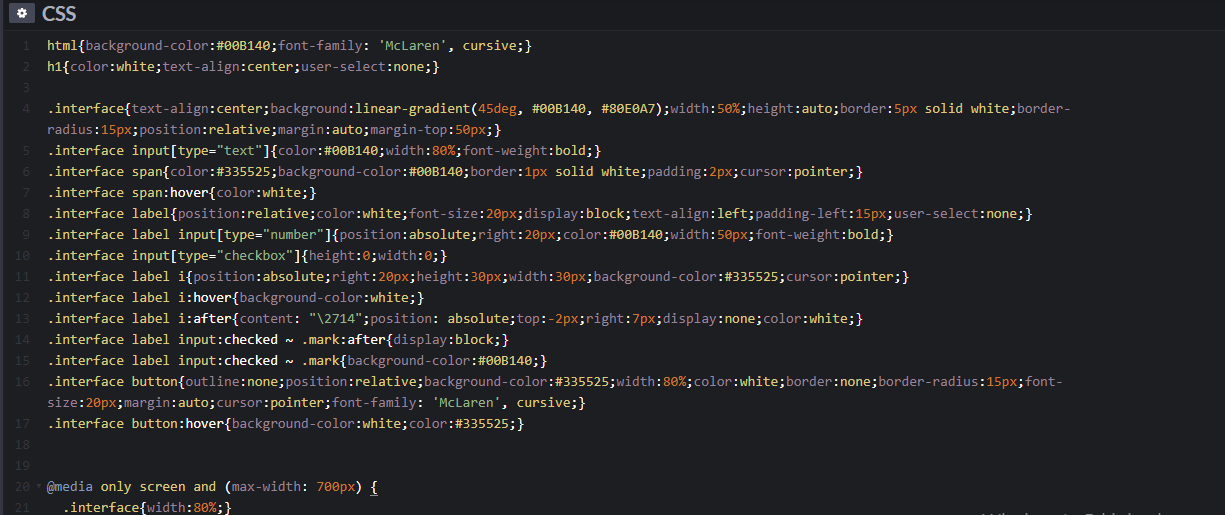 CSS
1 html{background-color:#00B140;font-family: 'McLaren', cursive;}
2 h1{color:white;text-align:center;user-select:none;}
3
4 .interface{text-align:center;background:linear-gradient(45deg, #00B140, #80E0A7);width:50%;height:auto;border:5px solid white;border-
radius:15px;position:relative;margin:auto;margin-top:50px;}
5 .interface input[type="text"]{color:#00B140;width:80%;font-weight:bold;}
6 .interface span{color:#335525;background-color:#00B140;border:1px solid white;padding:2px;cursor:pointer;}
7 .interface span:hover{color:white;}
8 .interface label{position:relative;color:white;font-size:20px;display:block;text-align:left;padding-left:15px;user-select:none;}
9 .interface label input[type="number"]{position:absolute;right:20px;color:#00B140;width:50px;font-weight:bold;}
10 .interface input[type="checkbox"]{height:0;width:0;}
11 .interface label i{position:absolute;right:20px;height:30px;width:30px;background-color:#335525;cursor:pointer;}
12 .interface label i:hover{background-color:white;}
13 .interface label i:after{content: "\2714";position: absolute;top:-2px;right:7px;display:none;color:white;}
14 .interface label input:checked ~ .mark:after{display:block;}
15 .interface label input:checked ~ .mark{background-color:#00B140;}
16 .interface button{outline:none;position:relative;background-color:#335525;width:80%;color:white;border:none;border-radius:15px;font-
size:20px;margin:auto;cursor:pointer;font-family: 'McLaren', cursive;}
17 .interface button:hover{background-color:white;color:#335525;}
18
19
20 @media only screen and (max-width: 700px) {
21 .interface{width:80%;}